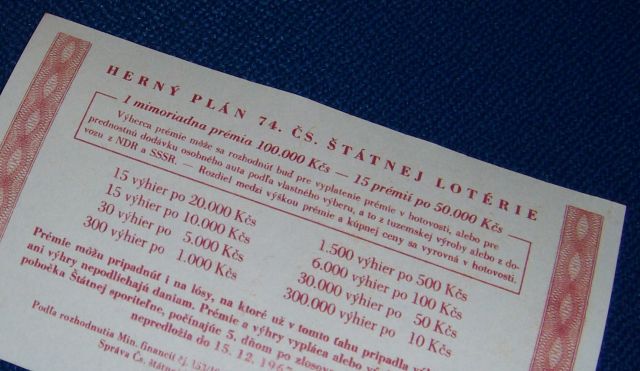 HERNÝ PLÁN 74. ČS. ŠTÁTNEJ LOTÉRIE
1 mimoriadna prémia 100.000 Kčs — 15 prémií po 50.000 Kčs
Výherca prémie môže sa rozhodnúť buď pre vyplatenie prémie v hotovosti, alebo pre
prednostnú dodávku osobného auta podľa vlastného výberu, a to z tuzemskej výroby alebo z do-
vozu z NDR a SSSR. — Rozdiel medzi výškou prémie a kúpnej ceny sa vyrovná v hotovosti.
15 výhier po 20.000 Kčs
15 výhier po 10.000 Kčs
30 výhier po 5.000 Kčs
300 výhier po 1.000 Kčs
1.500 výhier po 500 Kčs
6.000 výhier po 100 Kčs
30.000 výhier po 50 Kčs
300.000 výhier po 10 Kčs
Prémie môžu pripadnúť i na lósy, na ktoré už v tomto ťahu pripadla
ani výhry nepodliehajú daniam. Prémie a výhry vypláca alebo
pobočka Štátnej sporiteľne, počínajúc 5. dňom po
nepredložia do 15. 12.
Podľa rozhodnutia Min. financií čj.
Správa Čs.